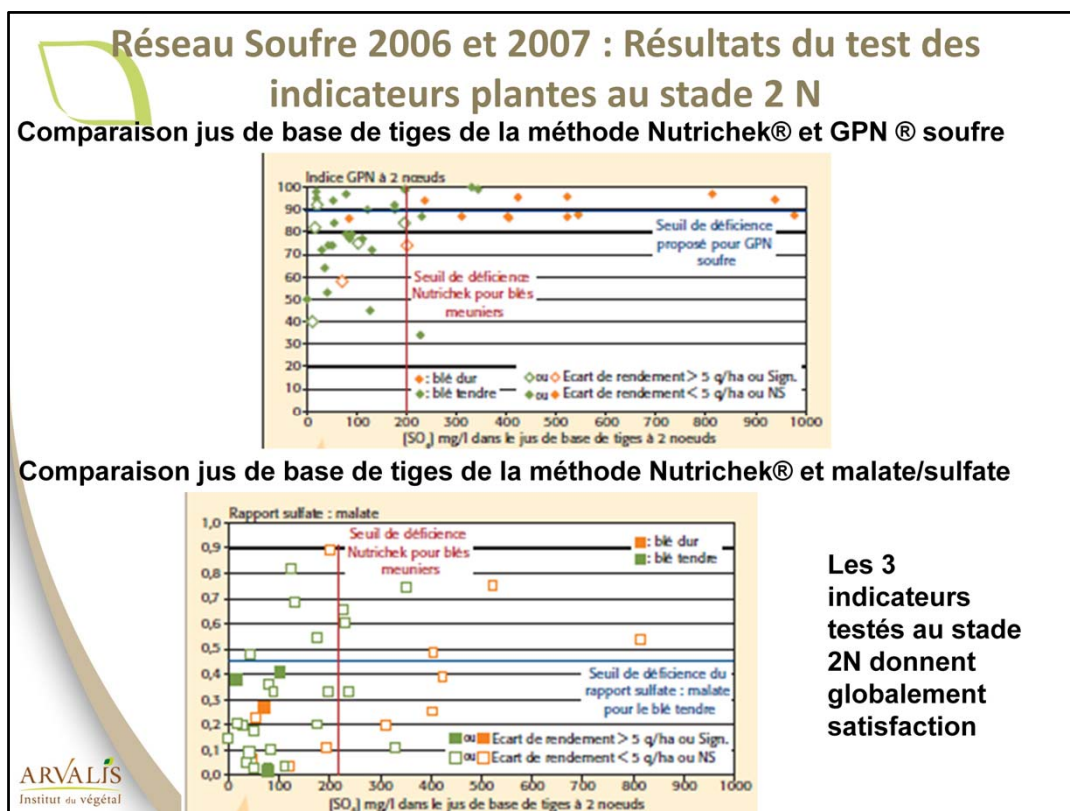 Réseau Soufre 2006 et 2007 : Résultats du test des
indicateurs plantes au stade 2 N
Comparaison jus de base de tiges de la méthode Nutrichek® et GPN ® soufre
Indice GPN à 2 nœuds
100
90
80
70
60
50
40
30
20
10
0
Seuil de déficience
proposé pour GPN
soufre
Seuil de déficience
Nutrichek pour blés
meuniers
: blé dur
: blé tendre
ou Ecart de rendement > 5 q/ha ou Sign.
ou Ecart de rendement < 5 q/ha ou NS
0 100 200 300 400 500 600 700 800 900 1000
[SO₄] mg/l dans le jus de base de tiges à 2 noeuds
Comparaison jus de base de tiges de la méthode Nutrichek® et malate/sulfate
Rapport sulfate : malate
1,0
0,9
0,8
0,7
0,6
0,5
0,4
0,3
0,2
0,1
0,0
Seuil de déficience
Nutrichek pour blés
meuniers
: blé dur
: blé tendre
Seuil de déficience du
rapport sulfate : malate
pour le blé tendre
ou Ecart de rendement > 5 q/ha ou Sign.
ou Ecart de rendement < 5 q/ha ou NS
0 100 200 300 400 500 600 700 800 900 1000
[SO₄] mg/l dans le jus de base de tiges à 2 noeuds
Les 3
indicateurs
testés au stade
2N donnent
globalement
satisfaction
ARVALIS
Institut du végétal